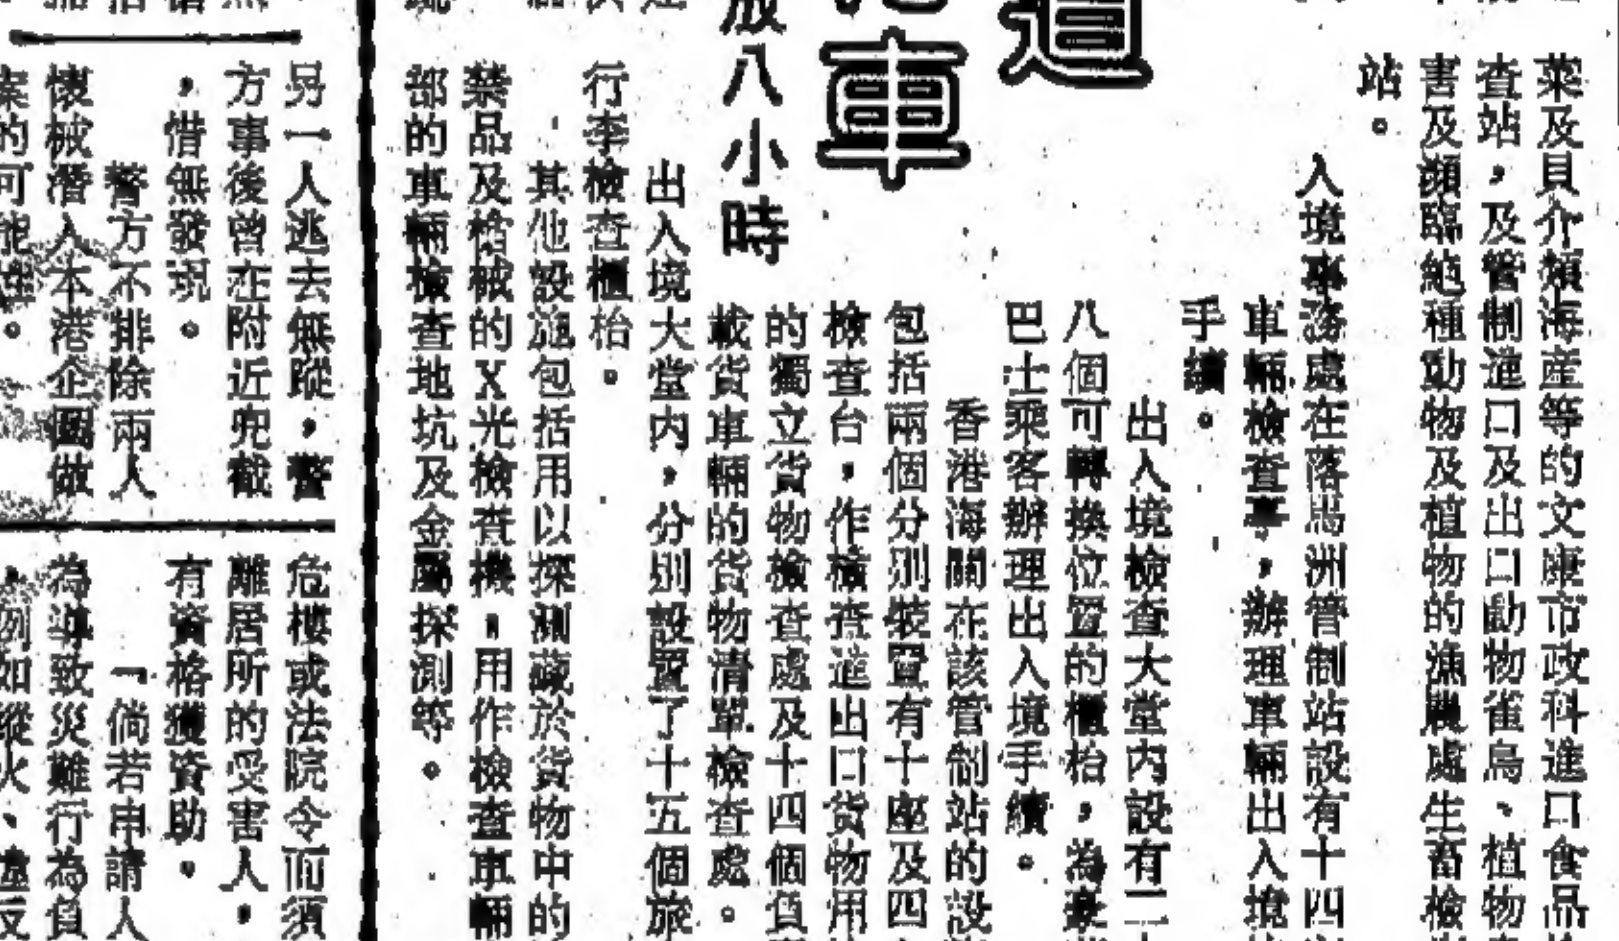 道
車
放八小時
菜及貝介類海產等的文康市政科進口食品
查站，及管制進口及出口動物雀鳥、植物
害及瀕臨絕種動物及植物的漁農處生畜檢
站。
入境事務處在落馬洲管制站設有十四
車輛檢查亭，辦理車輛出入境
手續。
出入境檢查大堂內設有二
八個可轉換位置的櫃枱，為
巴士乘客辦理出入境手續。
香港海關在該管制站的設
包括兩個分別裝置有十座及四
檢查台，作檢查進出口貨物用
的獨立貨物檢查處及十四個負
載貨車輛的貨物清單檢查處。
出入境大堂內，分別設置了十五個旅
行李檢查櫃枱。
其他設施包括用以探測藏於貨物中的
禁品及槍械的X光檢查機，用作檢查車輛
部的車輛檢查地坑及金屬探測等。
另一人逃去無蹤，警
方事後曾在附近兜截
，惜無發現。
警方不排除兩人
懷械潛入本港企圖做
案的可能性。
危樓或法院令而須
離居所的受害人，
有資格獲資助。
「倘若申請人
為導致災難行為負
，例如縱火、違反